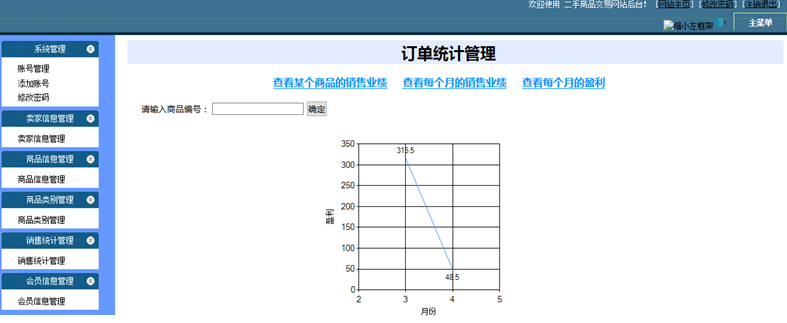 欢迎使用 二手商品交易网站后台! [网站主页] [修改密码] [注销退出]
缩小左框架
主菜单
系统管理
账号管理
添加账号
修改密码
卖家信息管理
卖家信息管理
商品信息管理
商品信息管理
商品类别管理
商品类别管理
销售统计管理
销售统计管理
会员信息管理
会员信息管理
订单统计管理
查看某个商品的销售业绩 查看每个月的销售业绩 查看每个月的盈利
请输入商品编号: 确定
350
300
250
200
150
100
50
0
盈利
315.5
48.5
2 3 4 5
月份